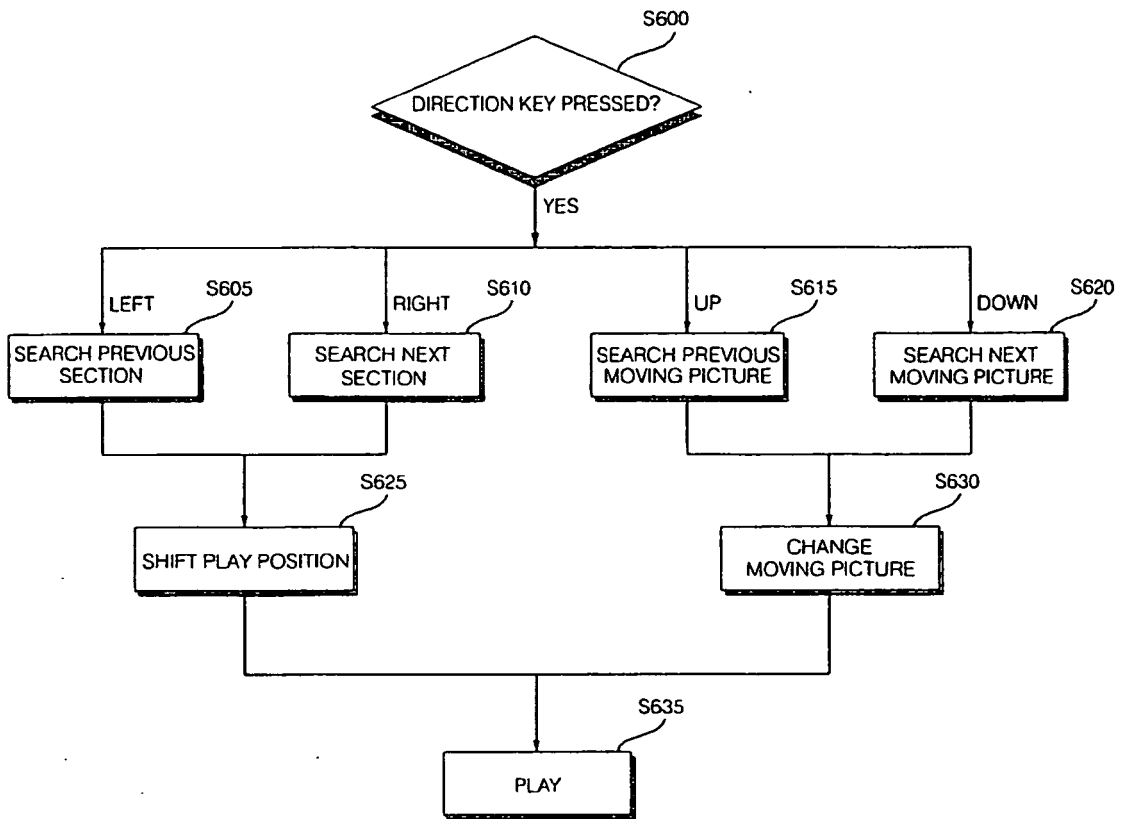 S600
DIRECTION KEY PRESSED?
YES
LEFT
S605
RIGHT
S610
UP
S615
DOWN
S620
SEARCH PREVIOUS
SECTION
SEARCH NEXT
SECTION
SEARCH PREVIOUS
MOVING PICTURE
SEARCH NEXT
MOVING PICTURE
S625
S630
SHIFT PLAY POSITION
CHANGE
MOVING PICTURE
S635
PLAY